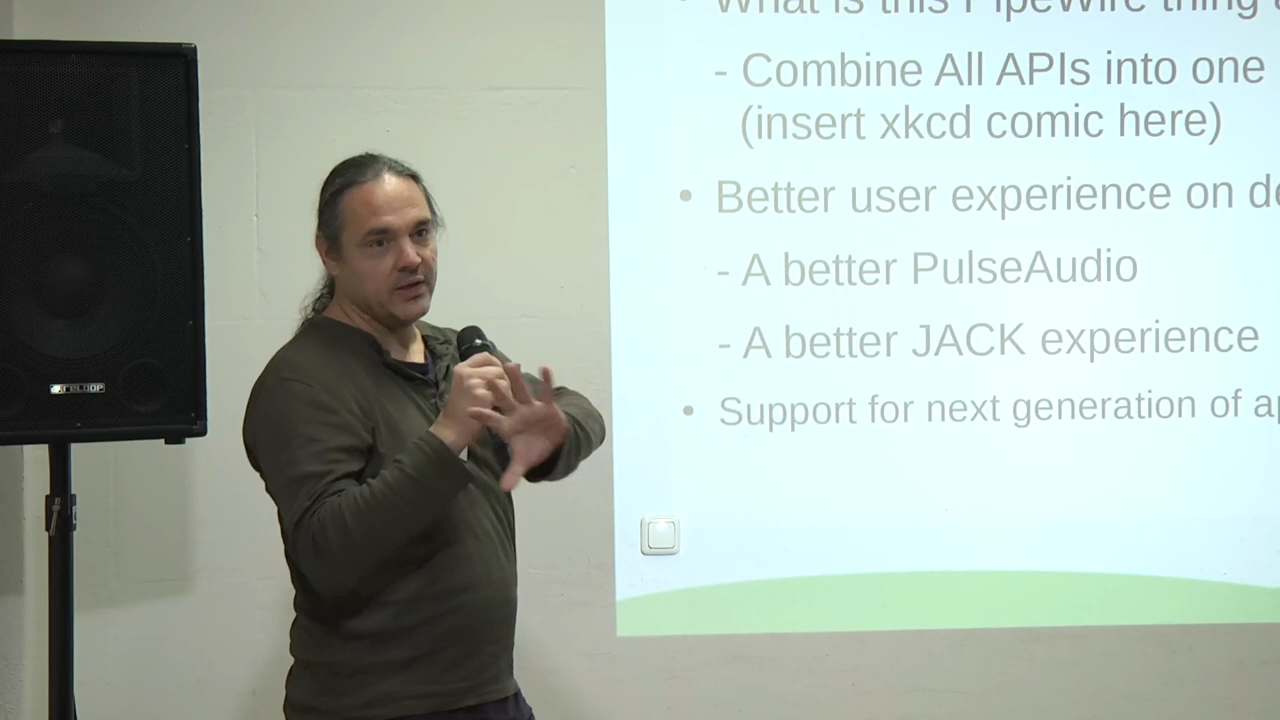 • What is this PipeWire thing
- Combine All APIs into one
(insert xkcd comic here)
• Better user experience on
- A better PulseAudio
- A better JACK experience
• Support for next generation of
reloop